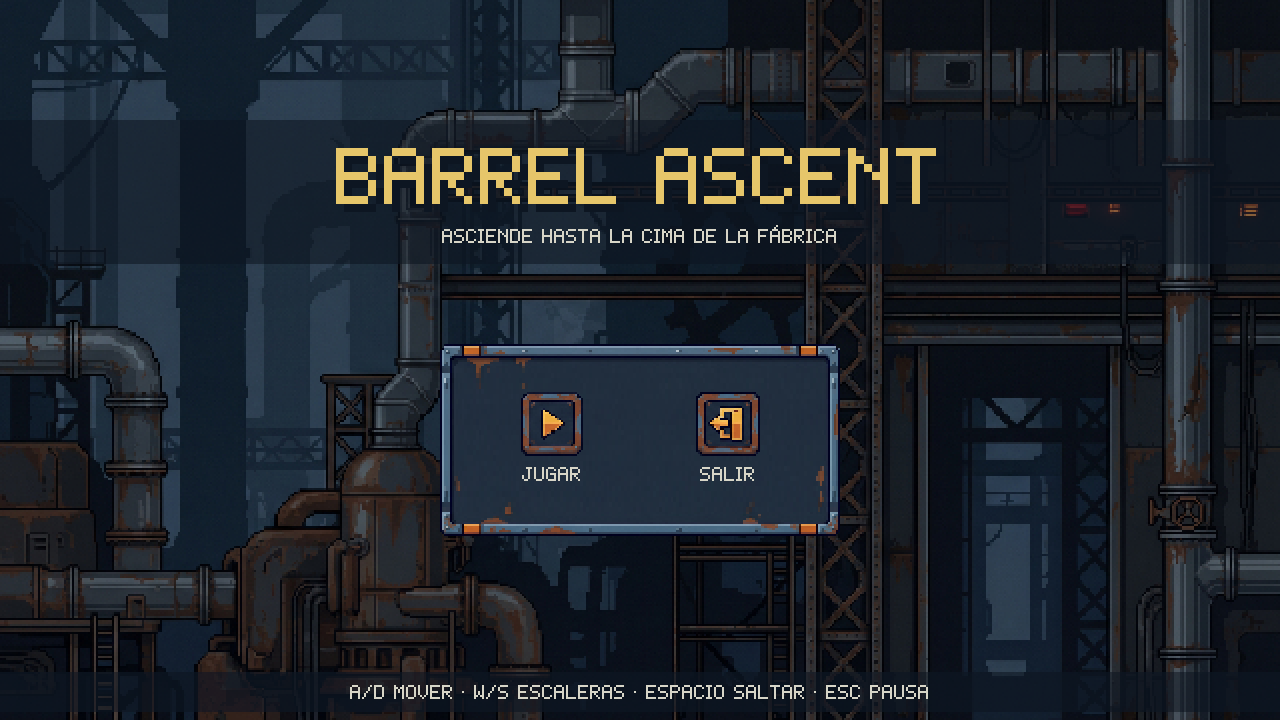 BARREL ASCENT
ASCIENDE HASTA LA CIMA DE LA FÁBRICA
JUGAR
SALIR
A/D MOVER · W/S ESCALERAS · ESPACIO SALTAR · ESC PAUSA